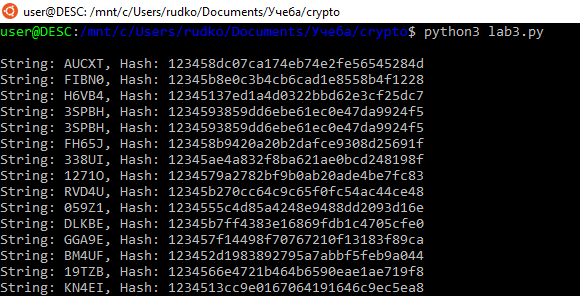 user@DESC: /mnt/c/Users/rudko/Documents/Учеба/crypto
user@DESC:/mnt/c/Users/rudko/Documents/Учеба/crypto$ python3 lab3.py
String: AUCXT, Hash: 123458dc07ca174eb74e2fe56545284d
String: FIBN0, Hash: 12345b8e0c3b4cb6cad1e8558b4f1228
String: H6VB4, Hash: 12345137ed1a4d0322bbd62e3cf25dc7
String: 3SPBH, Hash: 1234593859dd6ebe61ec0e47da9924f5
String: 3SPBH, Hash: 1234593859dd6ebe61ec0e47da9924f5
String: FH65J, Hash: 123458b9420a20b2dafce9308d25691f
String: 338UI, Hash: 12345ae4a832f8ba621ae0bcd248198f
String: 1271O, Hash: 1234579a2782bf9b0ab20ade4be7fc83
String: RVD4U, Hash: 12345b270cc64c9c65f0fc54ac44ce48
String: 059Z1, Hash: 1234555c4d85a4248e9488dd2093d16e
String: DLKBE, Hash: 12345b7ff4383e16869fdb1c4705cfe0
String: GGA9E, Hash: 123457f14498f70767210f13183f89ca
String: BM4UF, Hash: 123452d1983892795a7abbf5feb9a044
String: 19TZB, Hash: 1234566e4721b464b6590eae1ae719f8
String: KN4EI, Hash: 1234513cc9e0167064191646c9ec5ea8